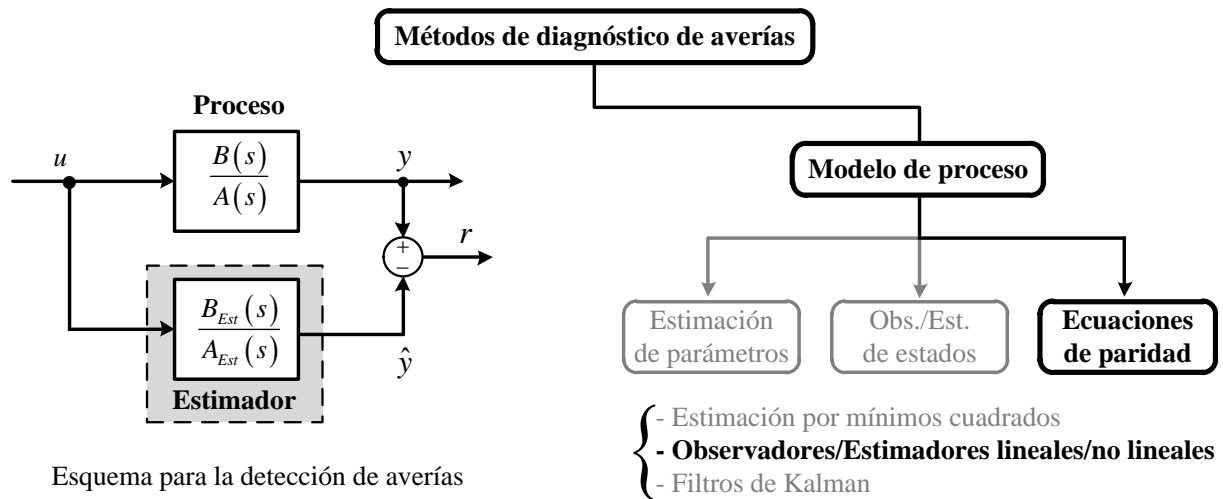 Métodos de diagnóstico de averías
Proceso
u
B(s)
A(s)
y
Modelo de proceso
+
−
r
B_Est(s)
A_Est(s)
ŷ
Estimador
Estimación
de parámetros
Obs./Est.
de estados
Ecuaciones
de paridad
- Estimación por mínimos cuadrados
- Observadores/Estimadores lineales/no lineales
- Filtros de Kalman
Esquema para la detección de averías